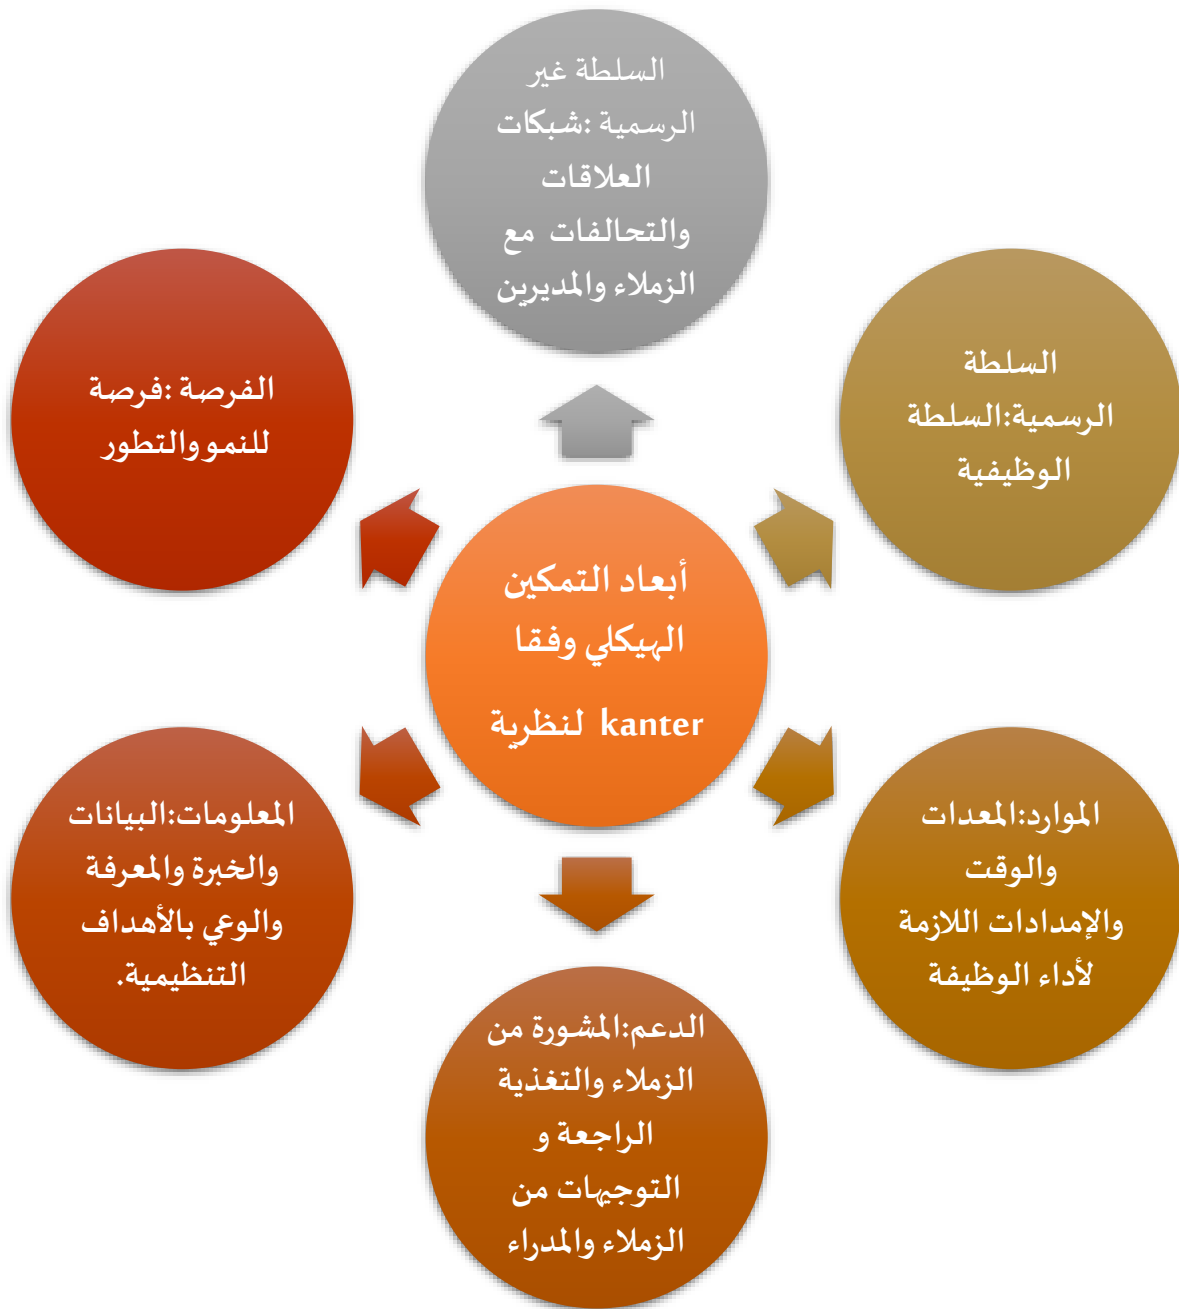 السلطة غير
الرسمية :شبكات
العلاقات
والتحالفات مع
الزملاء والمديرين
السلطة
الرسمية:السلطة
الوظيفية
الفرصة :فرصة
للنمو والتطور
أبعاد التمكين
الهيكلي وفقا
لنظرية kanter
الموارد:المعدات
والوقت
والإمدادات اللازمة
لأداء الوظيفة
المعلومات:البيانات
والخبرة والمعرفة
والوعي بالأهداف
التنظيمية.
الدعم:المشورة من
الزملاء والتغذية
الراجعة و
التوجيهات من
الزملاء والمدراء